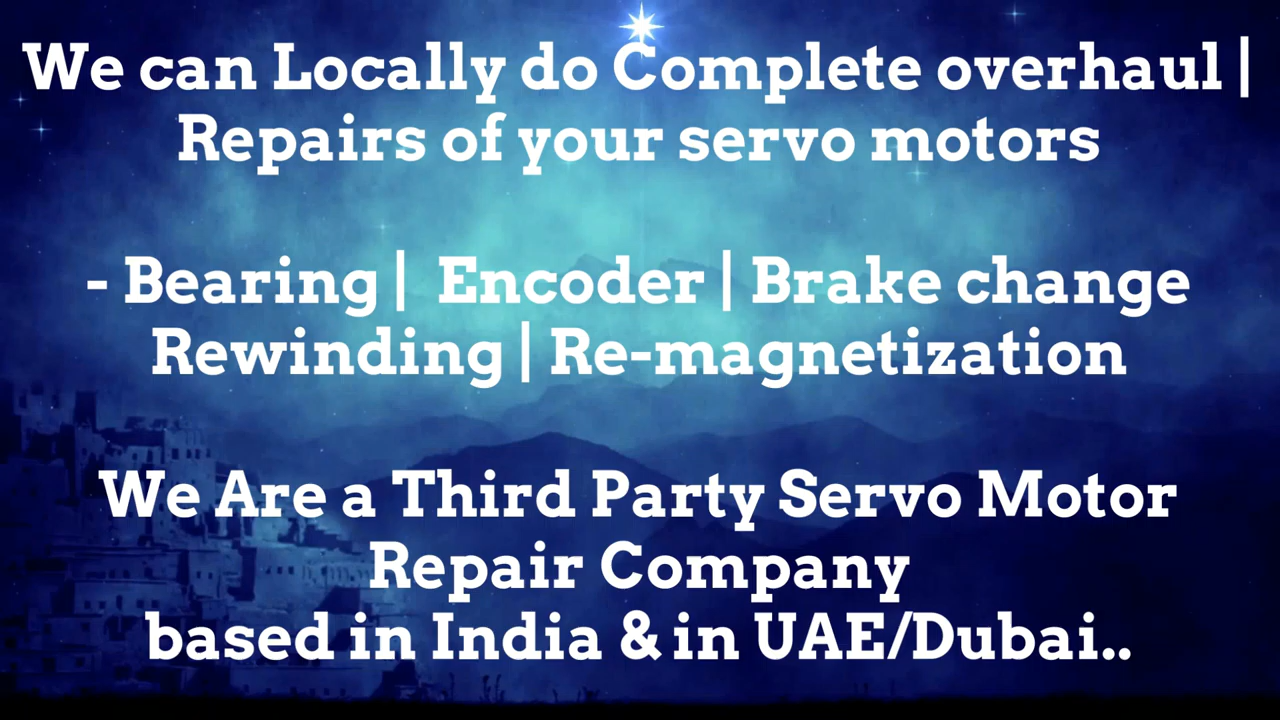 We can Locally do Complete overhaul |
Repairs of your servo motors
- Bearing | Encoder | Brake change
Rewinding | Re-magnetization
We Are a Third Party Servo Motor
Repair Company
based in India & in UAE/Dubai..